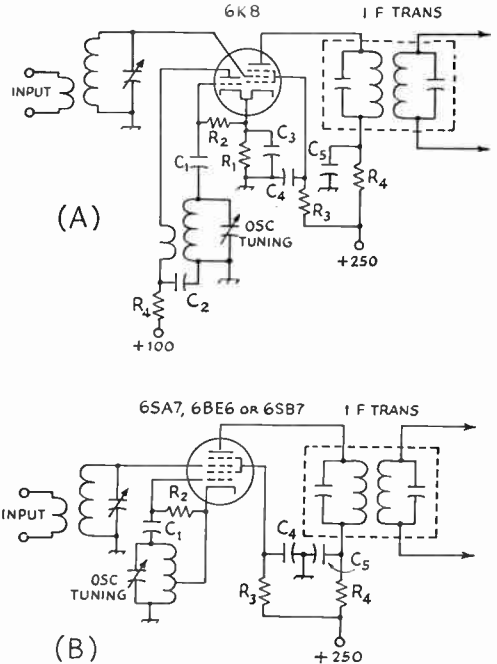 6K8
I F TRANS
INPUT
R2
C1
R1
C3
C4
C5
R4
R3
(A)
OSC
TUNING
+250
C2
R4
+100
6SA7, 6BE6 OR 6SB7
I F TRANS
INPUT
R2
C1
OSC
TUNING
C4
C5
R3
R4
(B)
+250